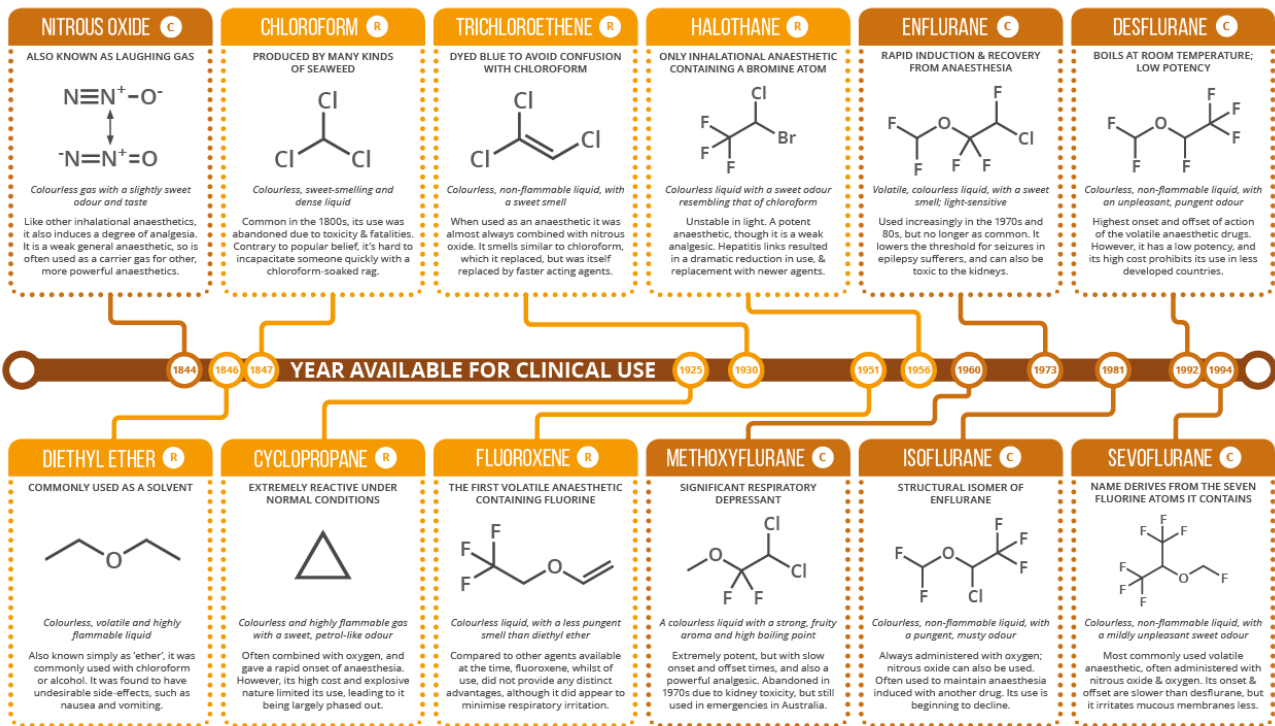 NITROUS OXIDE C
ALSO KNOWN AS LAUGHING GAS
N≡N⁺–O⁻
⁻N=N⁺=O
Colourless gas with a slightly sweet
odour and taste
Like other inhalational anaesthetics,
it also induces a degree of analgesia.
It is a weak general anaesthetic, so is
often used as a carrier gas for other,
more powerful anaesthetics.
CHLOROFORM R
PRODUCED BY MANY KINDS
OF SEAWEED
Cl
Cl Cl
Colourless, sweet-smelling and
dense liquid
Common in the 1800s, its use was
abandoned due to toxicity & fatalities.
Contrary to popular belief, it's hard to
incapacitate someone quickly with a
chloroform-soaked rag.
TRICHLOROETHENE R
DYED BLUE TO AVOID CONFUSION
WITH CHLOROFORM
Cl
Cl
Cl
Colourless, non-flammable liquid, with
a sweet smell
When used as an anaesthetic it was
almost always combined with nitrous
oxide. It smells similar to chloroform,
which it replaced, but was itself
replaced by faster acting agents.
HALOTHANE R
ONLY INHALATIONAL ANAESTHETIC
CONTAINING A BROMINE ATOM
Cl
F
Br
F
F
Colourless liquid with a sweet odour
resembling that of chloroform
Unstable in light. A potent
anaesthetic, though it is a weak
analgesic. Hepatitis links resulted
in a dramatic reduction in use, &
replacement with newer agents.
ENFLURANE C
RAPID INDUCTION & RECOVERY
FROM ANAESTHESIA
F
F O
Cl
F F F
Volatile, colourless liquid, with a sweet
smell; light-sensitive
Used increasingly in the 1970s and
80s, but no longer as common. It
lowers the threshold for seizures in
epilepsy sufferers, and can also be
toxic to the kidneys.
DESFLURANE C
BOILS AT ROOM TEMPERATURE;
LOW POTENCY
F
F O F
F
F F
Colourless, non-flammable liquid, with
an unpleasant, pungent odour
Highest onset and offset of action
of the volatile anaesthetic drugs.
However, it has a low potency, and
its high cost prohibits its use in less
developed countries.
1844 1846 1847 YEAR AVAILABLE FOR CLINICAL USE 1925 1930 1951 1956 1960 1973 1981 1992 1994
DIETHYL ETHER R
COMMONLY USED AS A SOLVENT
O
Colourless, volatile and highly
flammable liquid
Also known simply as 'ether', it was
commonly used with chloroform
or alcohol. It was found to have
undesirable side-effects, such as
nausea and vomiting.
CYCLOPROPANE R
EXTREMELY REACTIVE UNDER
NORMAL CONDITIONS
Colourless and highly flammable gas
with a sweet, petrol-like odour
Often combined with oxygen, and
gave a rapid onset of anaesthesia.
However, its high cost and explosive
nature limited its use, leading to it
being largely phased out.
FLUOROXENE R
THE FIRST VOLATILE ANAESTHETIC
CONTAINING FLUORINE
F
F
O
F
Colourless liquid, with a less pungent
smell than diethyl ether
Compared to other agents available
at the time, fluoroxene, whilst of
use, did not provide any distinct
advantages, although it did appear to
minimise respiratory irritation.
METHOXYFLURANE C
SIGNIFICANT RESPIRATORY
DEPRESSANT
Cl
O
Cl
F F
A colourless liquid with a strong, fruity
aroma and high boiling point
Extremely potent, but with slow
onset and offset times, and also a
powerful analgesic. Abandoned in
1970s due to kidney toxicity, but still
used in emergencies in Australia.
ISOFLURANE C
STRUCTURAL ISOMER OF
ENFLURANE
F
F O F
F
F Cl
Colourless, non-flammable liquid, with
a pungent, musty odour
Always administered with oxygen;
nitrous oxide can also be used.
Often used to maintain anaesthesia
induced with another drug. Its use is
beginning to decline.
SEVOFLURANE C
NAME DERIVES FROM THE SEVEN
FLUORINE ATOMS IT CONTAINS
F
F F
F O F
F
F
Colourless, non-flammable liquid, with
a mildly unpleasant sweet odour
Most commonly used volatile
anaesthetic, often administered with
nitrous oxide & oxygen. Its onset &
offset are slower than desflurane, but
it irritates mucous membranes less.